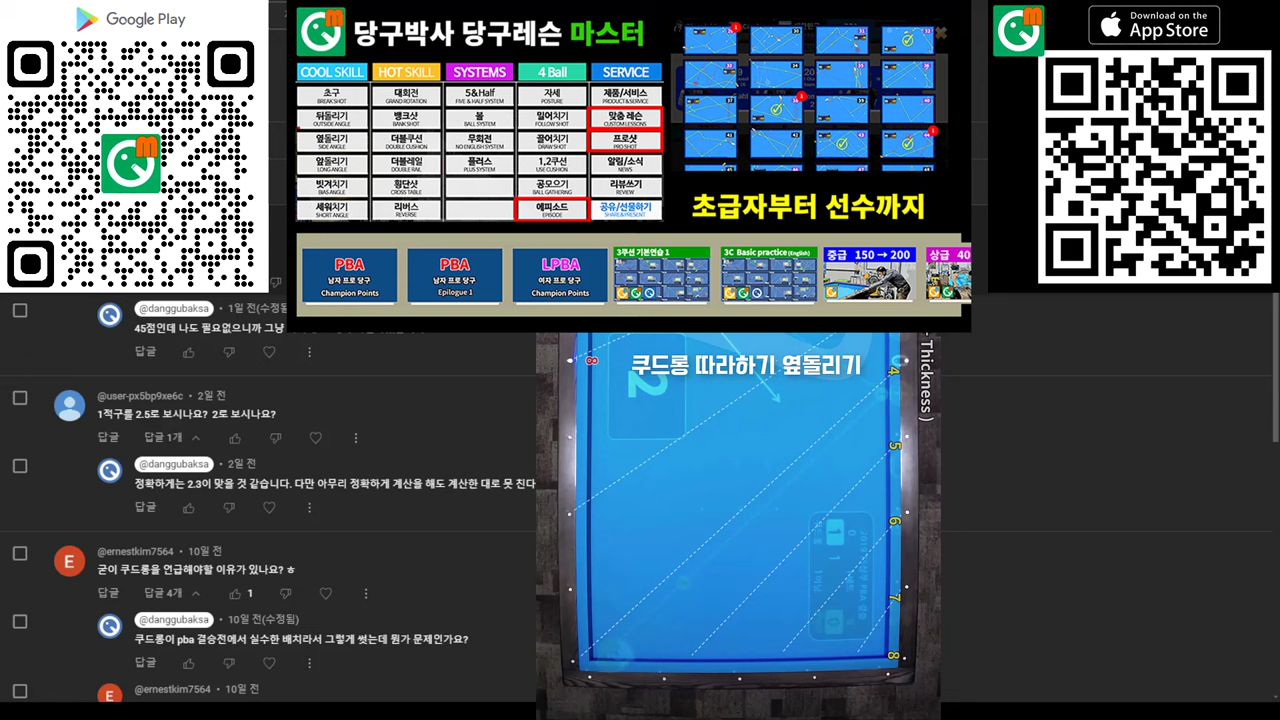 Google Play
m
당구박사 당구레슨 마스터
Download on the
App Store
COOL SKILL
HOT SKILL
SYSTEMS
4 Ball
SERVICE
초구
BREAK SHOT
대회전
GRAND ROTATION
5&Half
FIVE & HALF SYSTEM
자세
POSTURE
제품/서비스
PRODUCT&SERVICE
뒤돌리기
OUTSIDE ANGLE
뱅크샷
BANK SHOT
볼
BALL SYSTEM
밀어치기
FOLLOW SHOT
맞춤 레슨
CUSTOM LESSONS
옆돌리기
SIDE ANGLE
더블쿠션
DOUBLE CUSHION
무회전
NO ENGLISH SYSTEM
끌어치기
DRAW SHOT
프로샷
PRO SHOT
앞돌리기
LONG ANGLE
더블레일
DOUBLE RAIL
플러스
PLUS SYSTEM
1,2쿠션
USE CUSHION
알림/소식
NEWS
빗겨치기
BIAS ANGLE
횡단샷
CROSS TABLE
공모으기
BALL GATHERING
리뷰쓰기
REVIEW
세워치기
SHORT ANGLE
리버스
REVERSE
에피소드
EPISODE
공유/선물하기
SHARE&PRESENT
초급자부터 선수까지
PBA
남자 프로 당구
Champion Points
PBA
남자 프로 당구
Epilogue 1
LPBA
여자 프로 당구
Champion Points
3쿠션 기본연습 1
3C Basic practice (English)
중급 150 → 200
상급 40
@danggubaksa • 1일 전(수정됨
45점인데 나도 필요없으니까 그냥
답글
@user-px5bp9xe6c • 2일 전
1적구를 2.5로 보시나요? 2로 보시나요?
답글 답글 1개
@danggubaksa • 2일 전
정확하게는 2.3이 맞을 것 같습니다. 다만 아무리 정확하게 계산을 해도 계산한 대로 못 친다
답글
E
@ernestkim7564 • 10일 전
굳이 쿠드롱을 언급해야할 이유가 있나요? ㅎ
답글 답글 4개 1
@danggubaksa • 10일 전(수정됨)
쿠드롱이 pba 결승전에서 실수한 배치라서 그렇게 썼는데 뭔가 문제인가요?
답글
E
@ernestkim7564 • 10일 전
쿠드롱 따라하기 옆돌리기
8
2
Thickness )
4
5
6
7
8